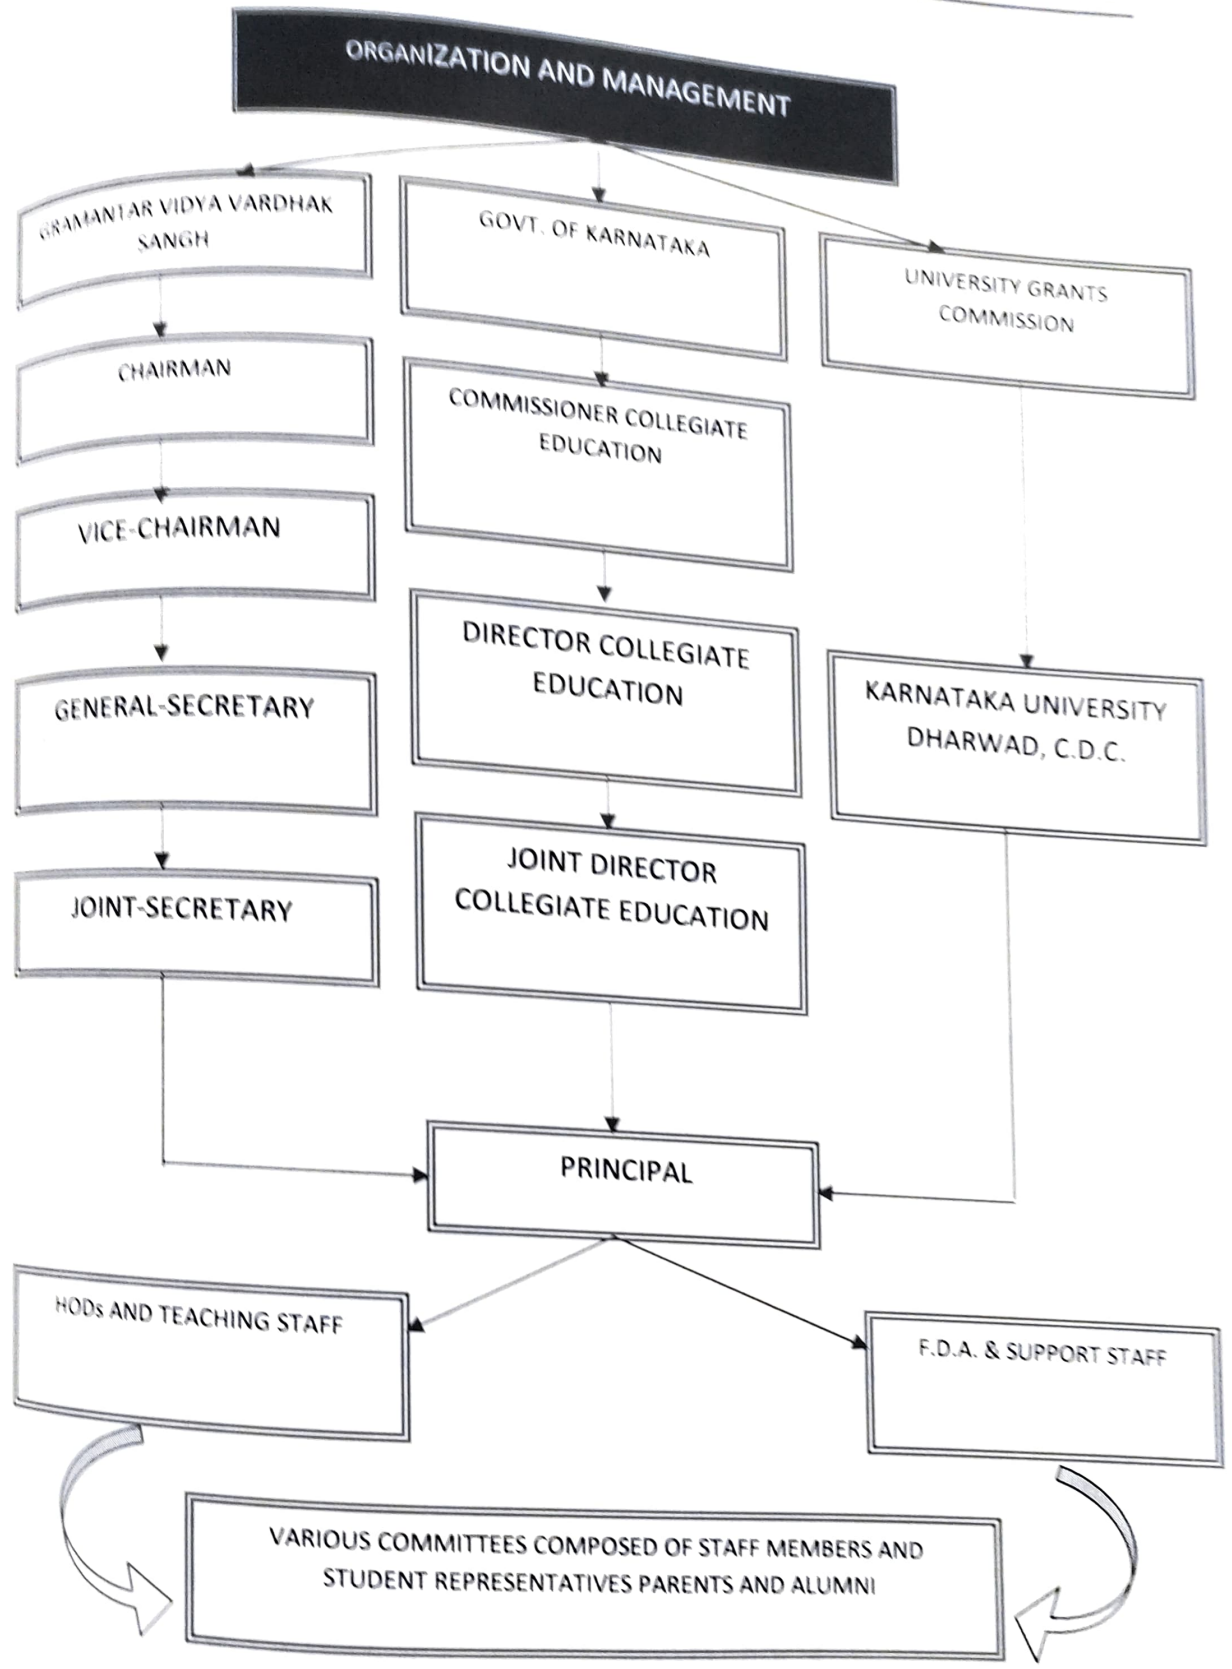 ORGANIZATION AND MANAGEMENT
GRAMANTAR VIDYA VARDHAK
SANGH
CHAIRMAN
VICE-CHAIRMAN
GENERAL-SECRETARY
JOINT-SECRETARY
GOVT. OF KARNATAKA
COMMISSIONER COLLEGIATE
EDUCATION
DIRECTOR COLLEGIATE
EDUCATION
JOINT DIRECTOR
COLLEGIATE EDUCATION
UNIVERSITY GRANTS
COMMISSION
KARNATAKA UNIVERSITY
DHARWAD, C.D.C.
PRINCIPAL
HODs AND TEACHING STAFF
F.D.A. & SUPPORT STAFF
VARIOUS COMMITTEES COMPOSED OF STAFF MEMBERS AND
STUDENT REPRESENTATIVES PARENTS AND ALUMNI